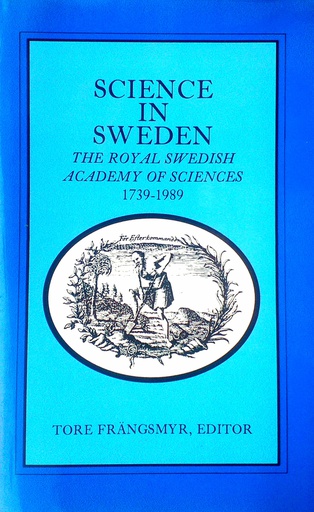 SCIENCE
IN
SWEDEN
THE ROYAL SWEDISH
ACADEMY OF SCIENCES
1739-1989
För Efterkommande
TORE FRÄNGSMYR, EDITOR